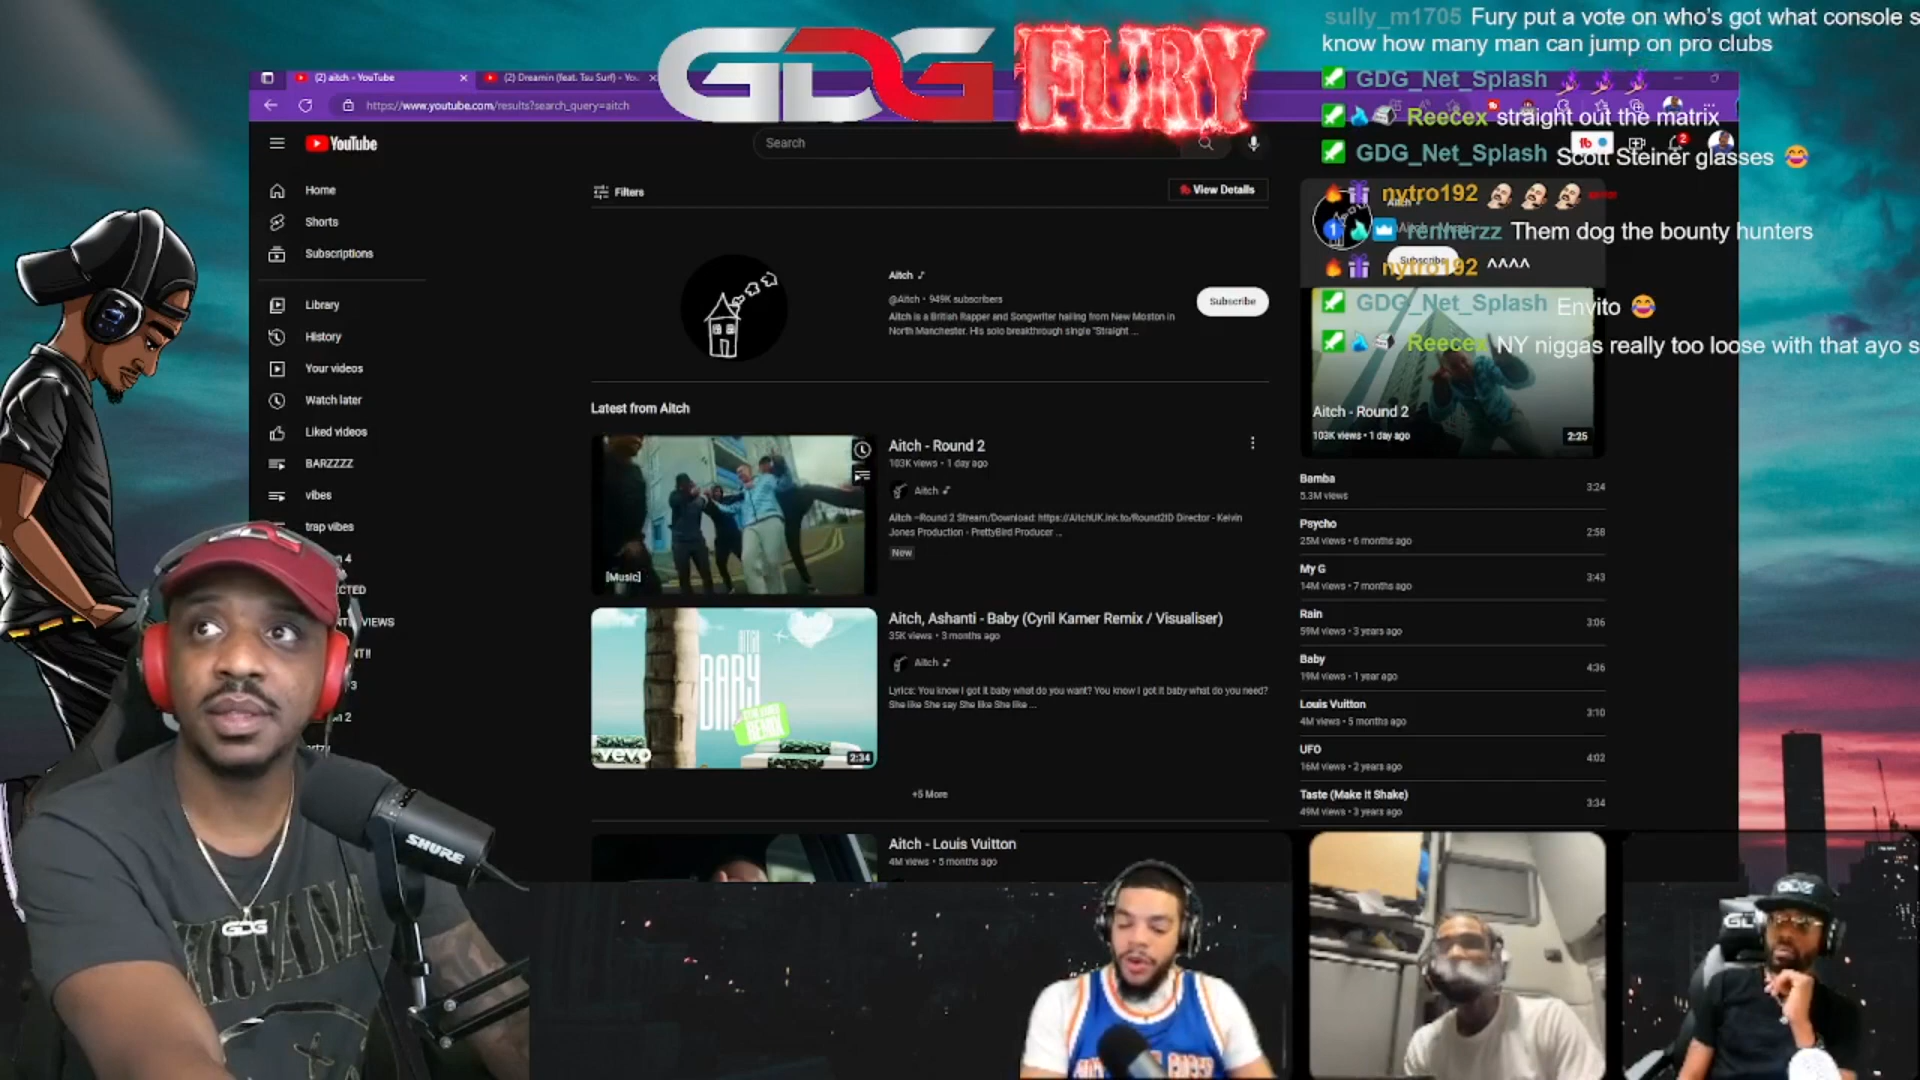 GDG FURY
sully_m1705 Fury put a vote on who's got what console s
know how many man can jump on pro clubs
GDG_Net_Splash
Reecex straight out the matrix
GDG_Net_Splash Scott Steiner glasses
nytro192
rennerzz Them dog the bounty hunters
nytro192 ^^^^
GDG_Net_Splash Envito
Reecex NY niggas really too loose with that ayo s
(2) aitch - YouTube
(2) Dreamin (feat. Tsu Surf) - Yo..
https://www.youtube.com/results?search_query=aitch
YouTube
Search
2
Home
Shorts
Subscriptions
Library
History
Your videos
Watch later
Liked videos
BARZZZZ
vibes
trap vibes
Filters
View Details
Aitch
@Aitch • 949K subscribers
Aitch is a British Rapper and Songwriter hailing from New Moston in
North Manchester. His solo breakthrough single "Straight ...
Subscribe
Latest from Aitch
Aitch - Round 2
103K views • 1 day ago
Aitch
Aitch –Round 2 Stream/Download: https://AitchUK.lnk.to/Round2ID Director - Kelvin
Jones Production - PrettyBird Producer ...
New
[Music]
Aitch, Ashanti - Baby (Cyril Kamer Remix / Visualiser)
35K views • 3 months ago
Aitch
Lyrics: You know I got it baby what do you want? You know I got it baby what do you need?
She like She say She like She like ...
BABY
REMIX
vevo
2:34
+5 More
Aitch - Louis Vuitton
4M views • 5 months ago
Subscribe
Aitch - Round 2
103K views • 1 day ago
2:25
Bamba
5.3M views
3:24
Psycho
25M views • 6 months ago
2:58
My G
14M views • 7 months ago
3:43
Rain
59M views • 3 years ago
3:06
Baby
19M views • 1 year ago
4:36
Louis Vuitton
4M views • 5 months ago
3:10
UFO
16M views • 2 years ago
4:02
Taste (Make It Shake)
49M views • 3 years ago
3:34
SHURE
GDG